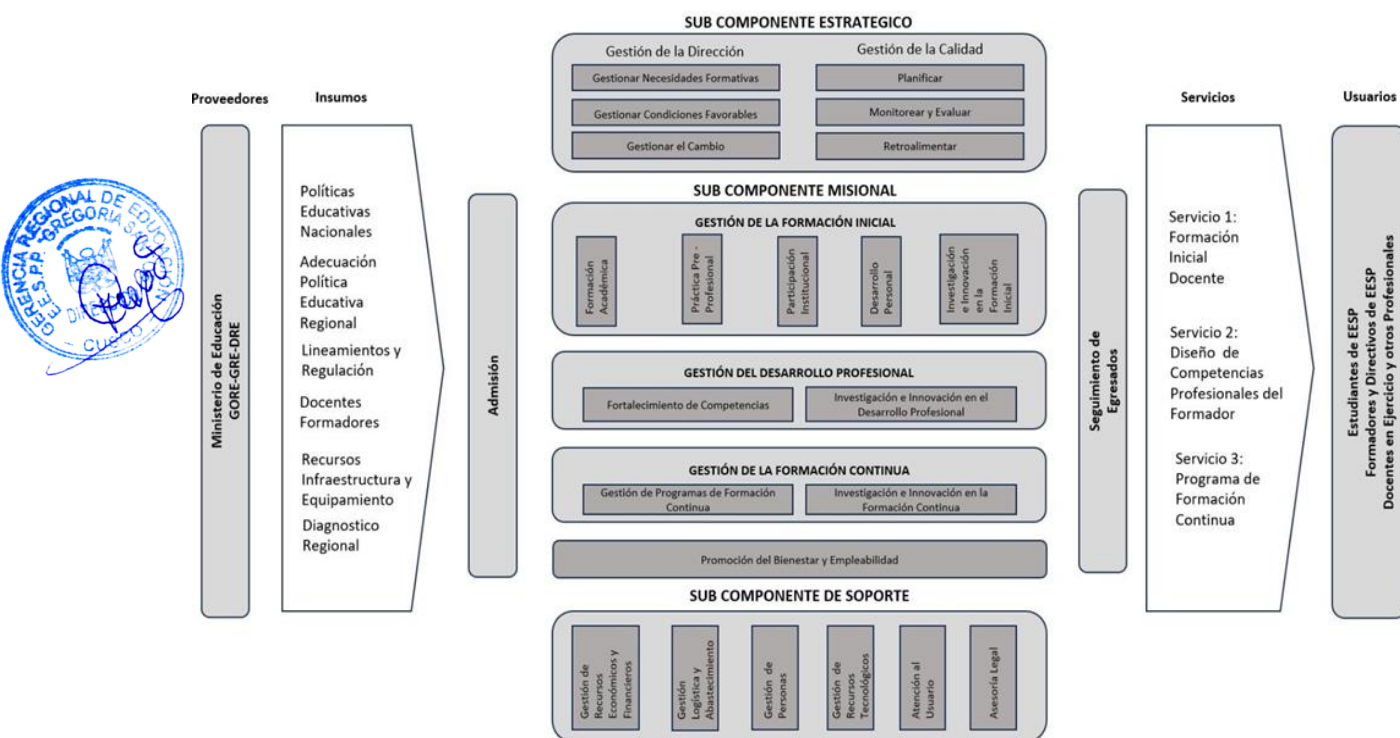 SUB COMPONENTE ESTRATEGICO
Gestión de la Dirección
Gestionar Necesidades Formativas
Gestionar Condiciones Favorables
Gestionar el Cambio
Gestión de la Calidad
Planificar
Monitorear y Evaluar
Retroalimentar
Proveedores
Ministerio de Educación
GORE-GRE-DRE
Insumos
Políticas
Educativas
Nacionales
Adecuación
Política
Educativa
Regional
Lineamientos y
Regulación
Docentes
Formadores
Recursos
Infraestructura y
Equipamiento
Diagnostico
Regional
Admisión
SUB COMPONENTE MISIONAL
GESTIÓN DE LA FORMACIÓN INICIAL
Formación
Académica
Práctica Pre -
Profesional
Participación
Institucional
Desarrollo
Personal
Investigación
e Innovación
en la
Formación
Inicial
GESTIÓN DEL DESARROLLO PROFESIONAL
Fortalecimiento de Competencias
Investigación e Innovación en el
Desarrollo Profesional
GESTIÓN DE LA FORMACIÓN CONTINUA
Gestión de Programas de Formación
Continua
Investigación e Innovación en la
Formación Continua
Promoción del Bienestar y Empleabilidad
SUB COMPONENTE DE SOPORTE
Gestión de
Recursos
Económicos y
Financieros
Gestión
Logística y
Abastecimiento
Gestión de
Personas
Gestión de
Recursos
Tecnológicos
Atención al
Usuario
Asesoría Legal
Seguimiento de
Egresados
Servicios
Servicio 1:
Formación
Inicial
Docente
Servicio 2:
Diseño de
Competencias
Profesionales del
Formador
Servicio 3:
Programa de
Formación
Continua
Usuarios
Estudiantes de EESP
Formadores y Directivos de EESP
Docentes en Ejercicio y otros Profesionales
GERENCIA REGIONAL DE EDUCACIÓN
E.E.S.P.P. "GREGORIA
CUSCO